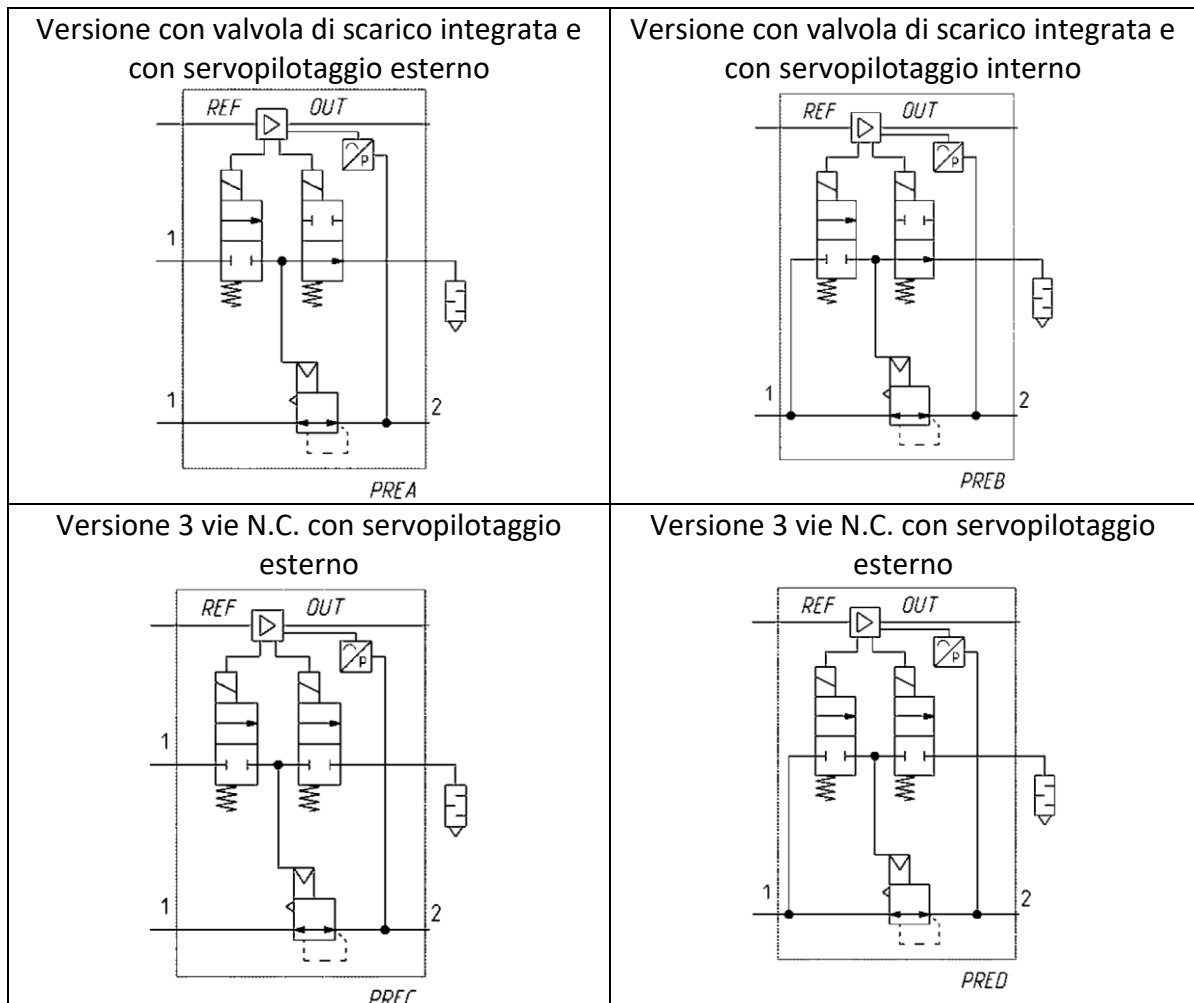 Versione con valvola di scarico integrata e
con servopilotaggio esterno
REF OUT
P
1
1
2
PREA
Versione con valvola di scarico integrata e
con servopilotaggio interno
REF OUT
P
1
2
PREB
Versione 3 vie N.C. con servopilotaggio
esterno
REF OUT
P
1
1
2
PREC
Versione 3 vie N.C. con servopilotaggio
esterno
REF OUT
P
1
2
PRED